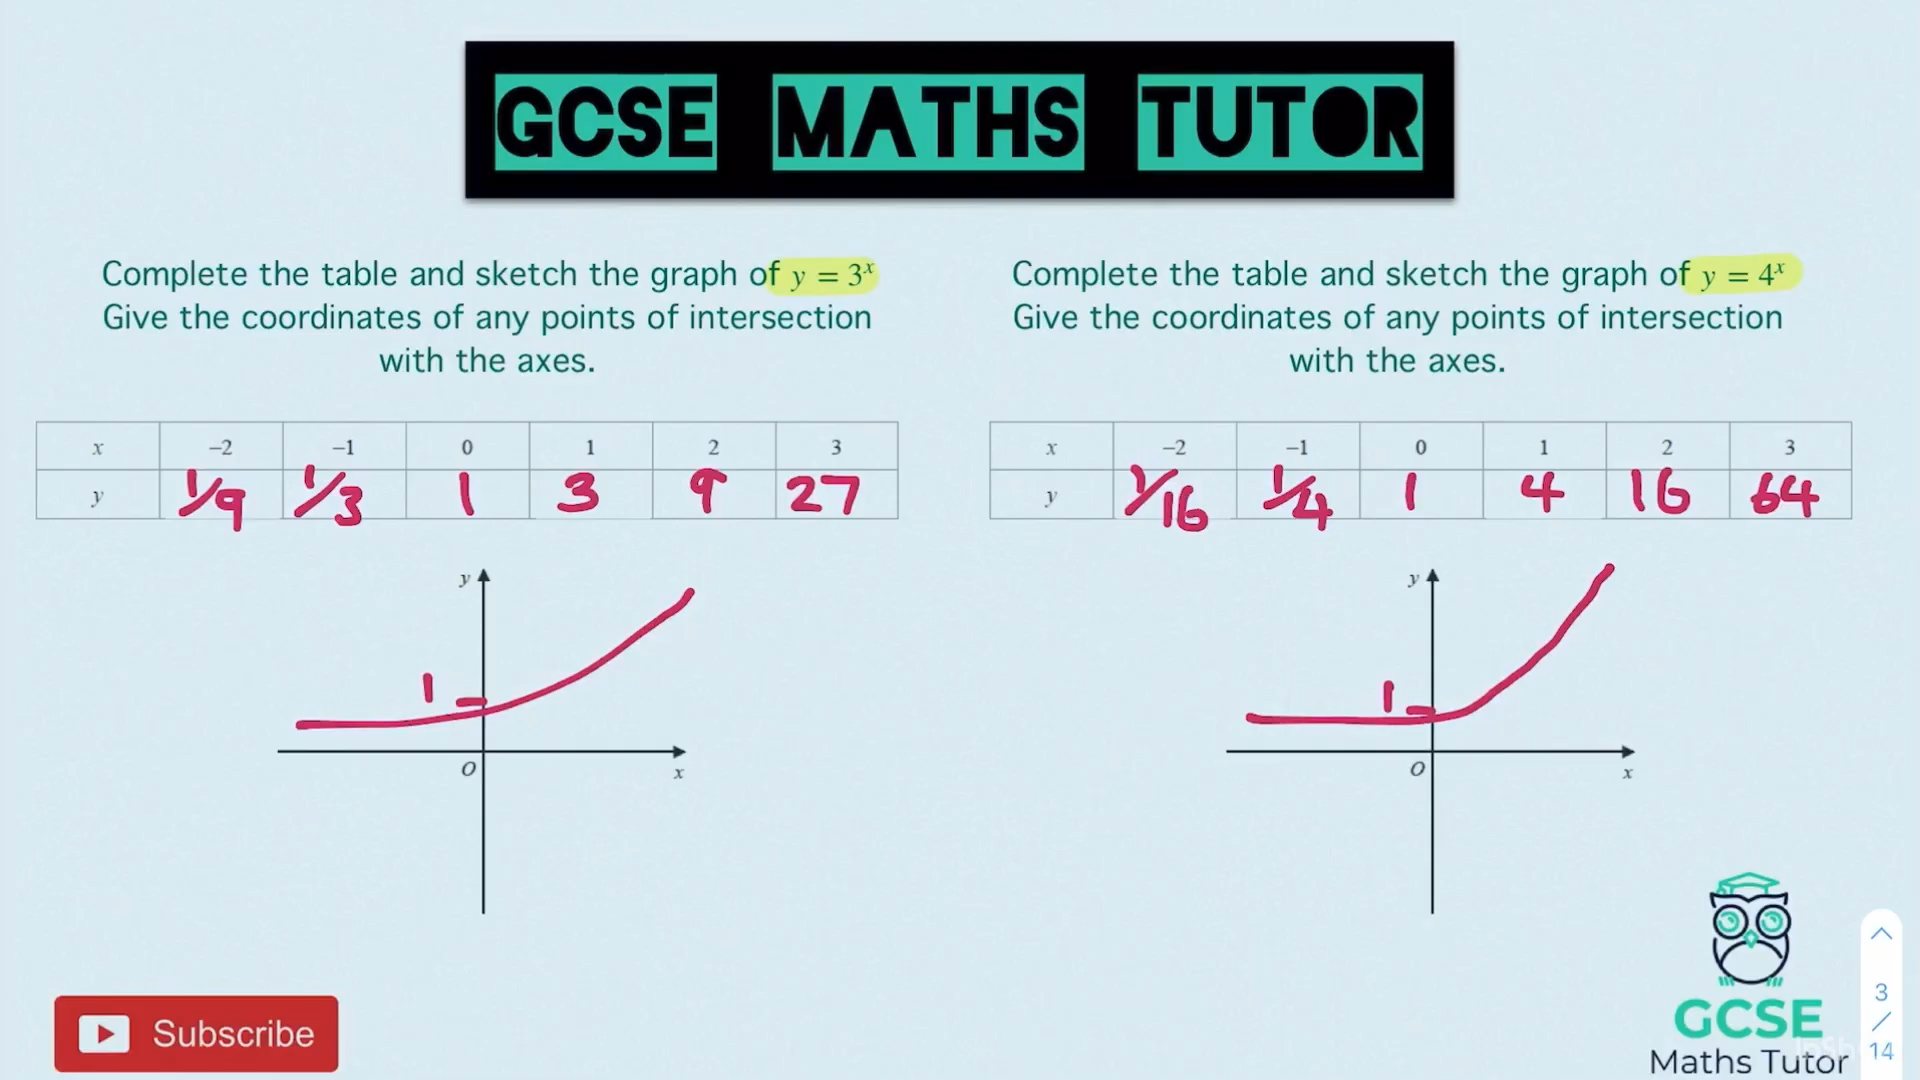 GCSE MATHS TUTOR
Complete the table and sketch the graph of y = 3ˣ
Give the coordinates of any points of intersection
with the axes.
x −2 −1 0 1 2 3
y 1/9 1/3 1 3 9 27
y
1
O
x
Complete the table and sketch the graph of y = 4ˣ
Give the coordinates of any points of intersection
with the axes.
x −2 −1 0 1 2 3
y 1/16 1/4 1 4 16 64
y
1
O
x
Subscribe
GCSE
Maths Tutor
3
/
14